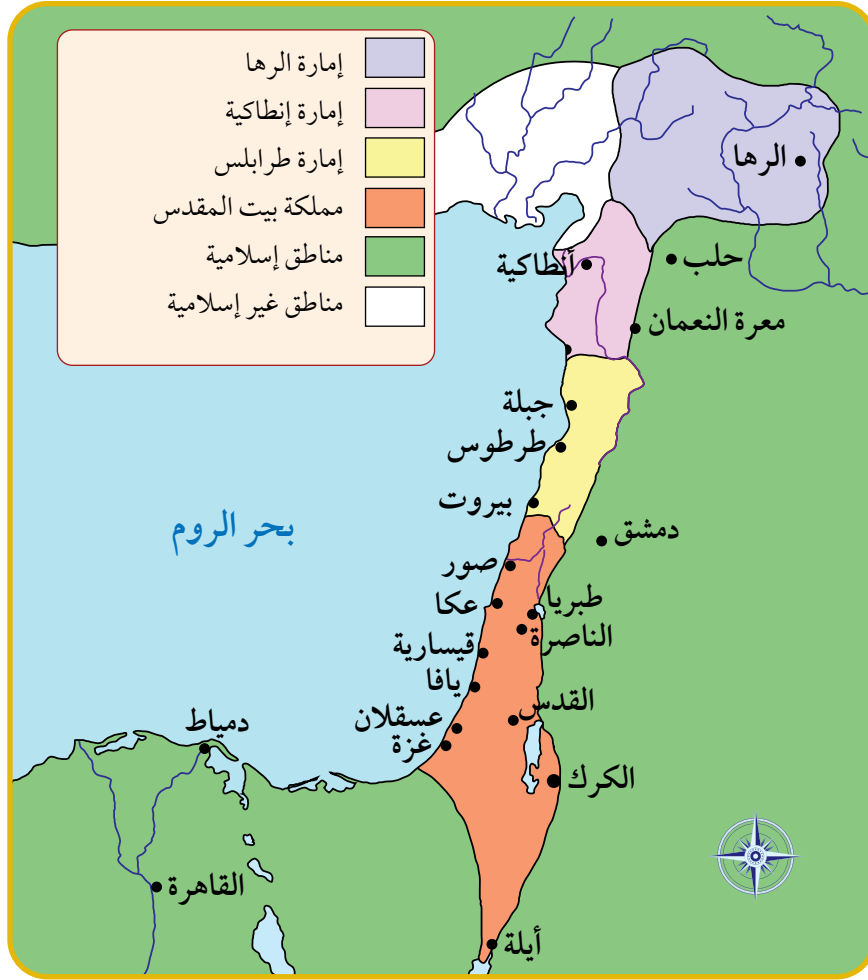 إمارة الرها
إمارة إنطاكية
إمارة طرابلس
مملكة بيت المقدس
مناطق إسلامية
مناطق غير إسلامية
الرها
حلب
أنطاكية
معرة النعمان
جبلة
طرطوس
بيروت
بحر الروم
دمشق
صور
عكا
طبريا
الناصرة
قيسارية
يافا
القدس
عسقلان
دمياط
غزة
الكرك
القاهرة
أيلة